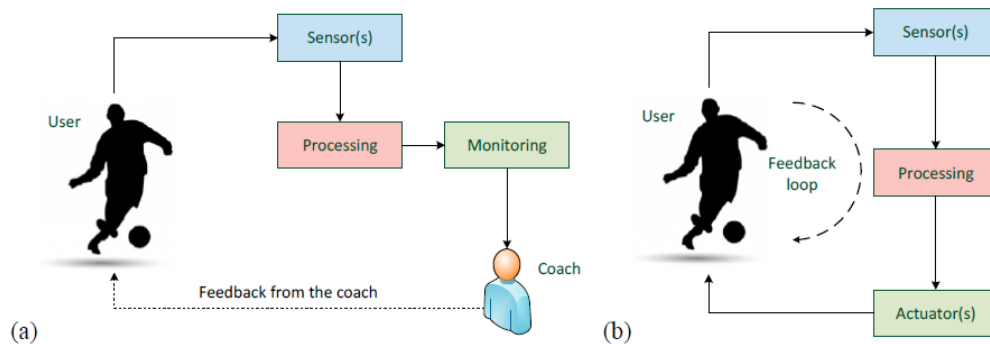 Sensor(s)
User
Processing
Monitoring
Coach
Feedback from the coach
(a)
Sensor(s)
User
Feedback
loop
Processing
Actuator(s)
(b)